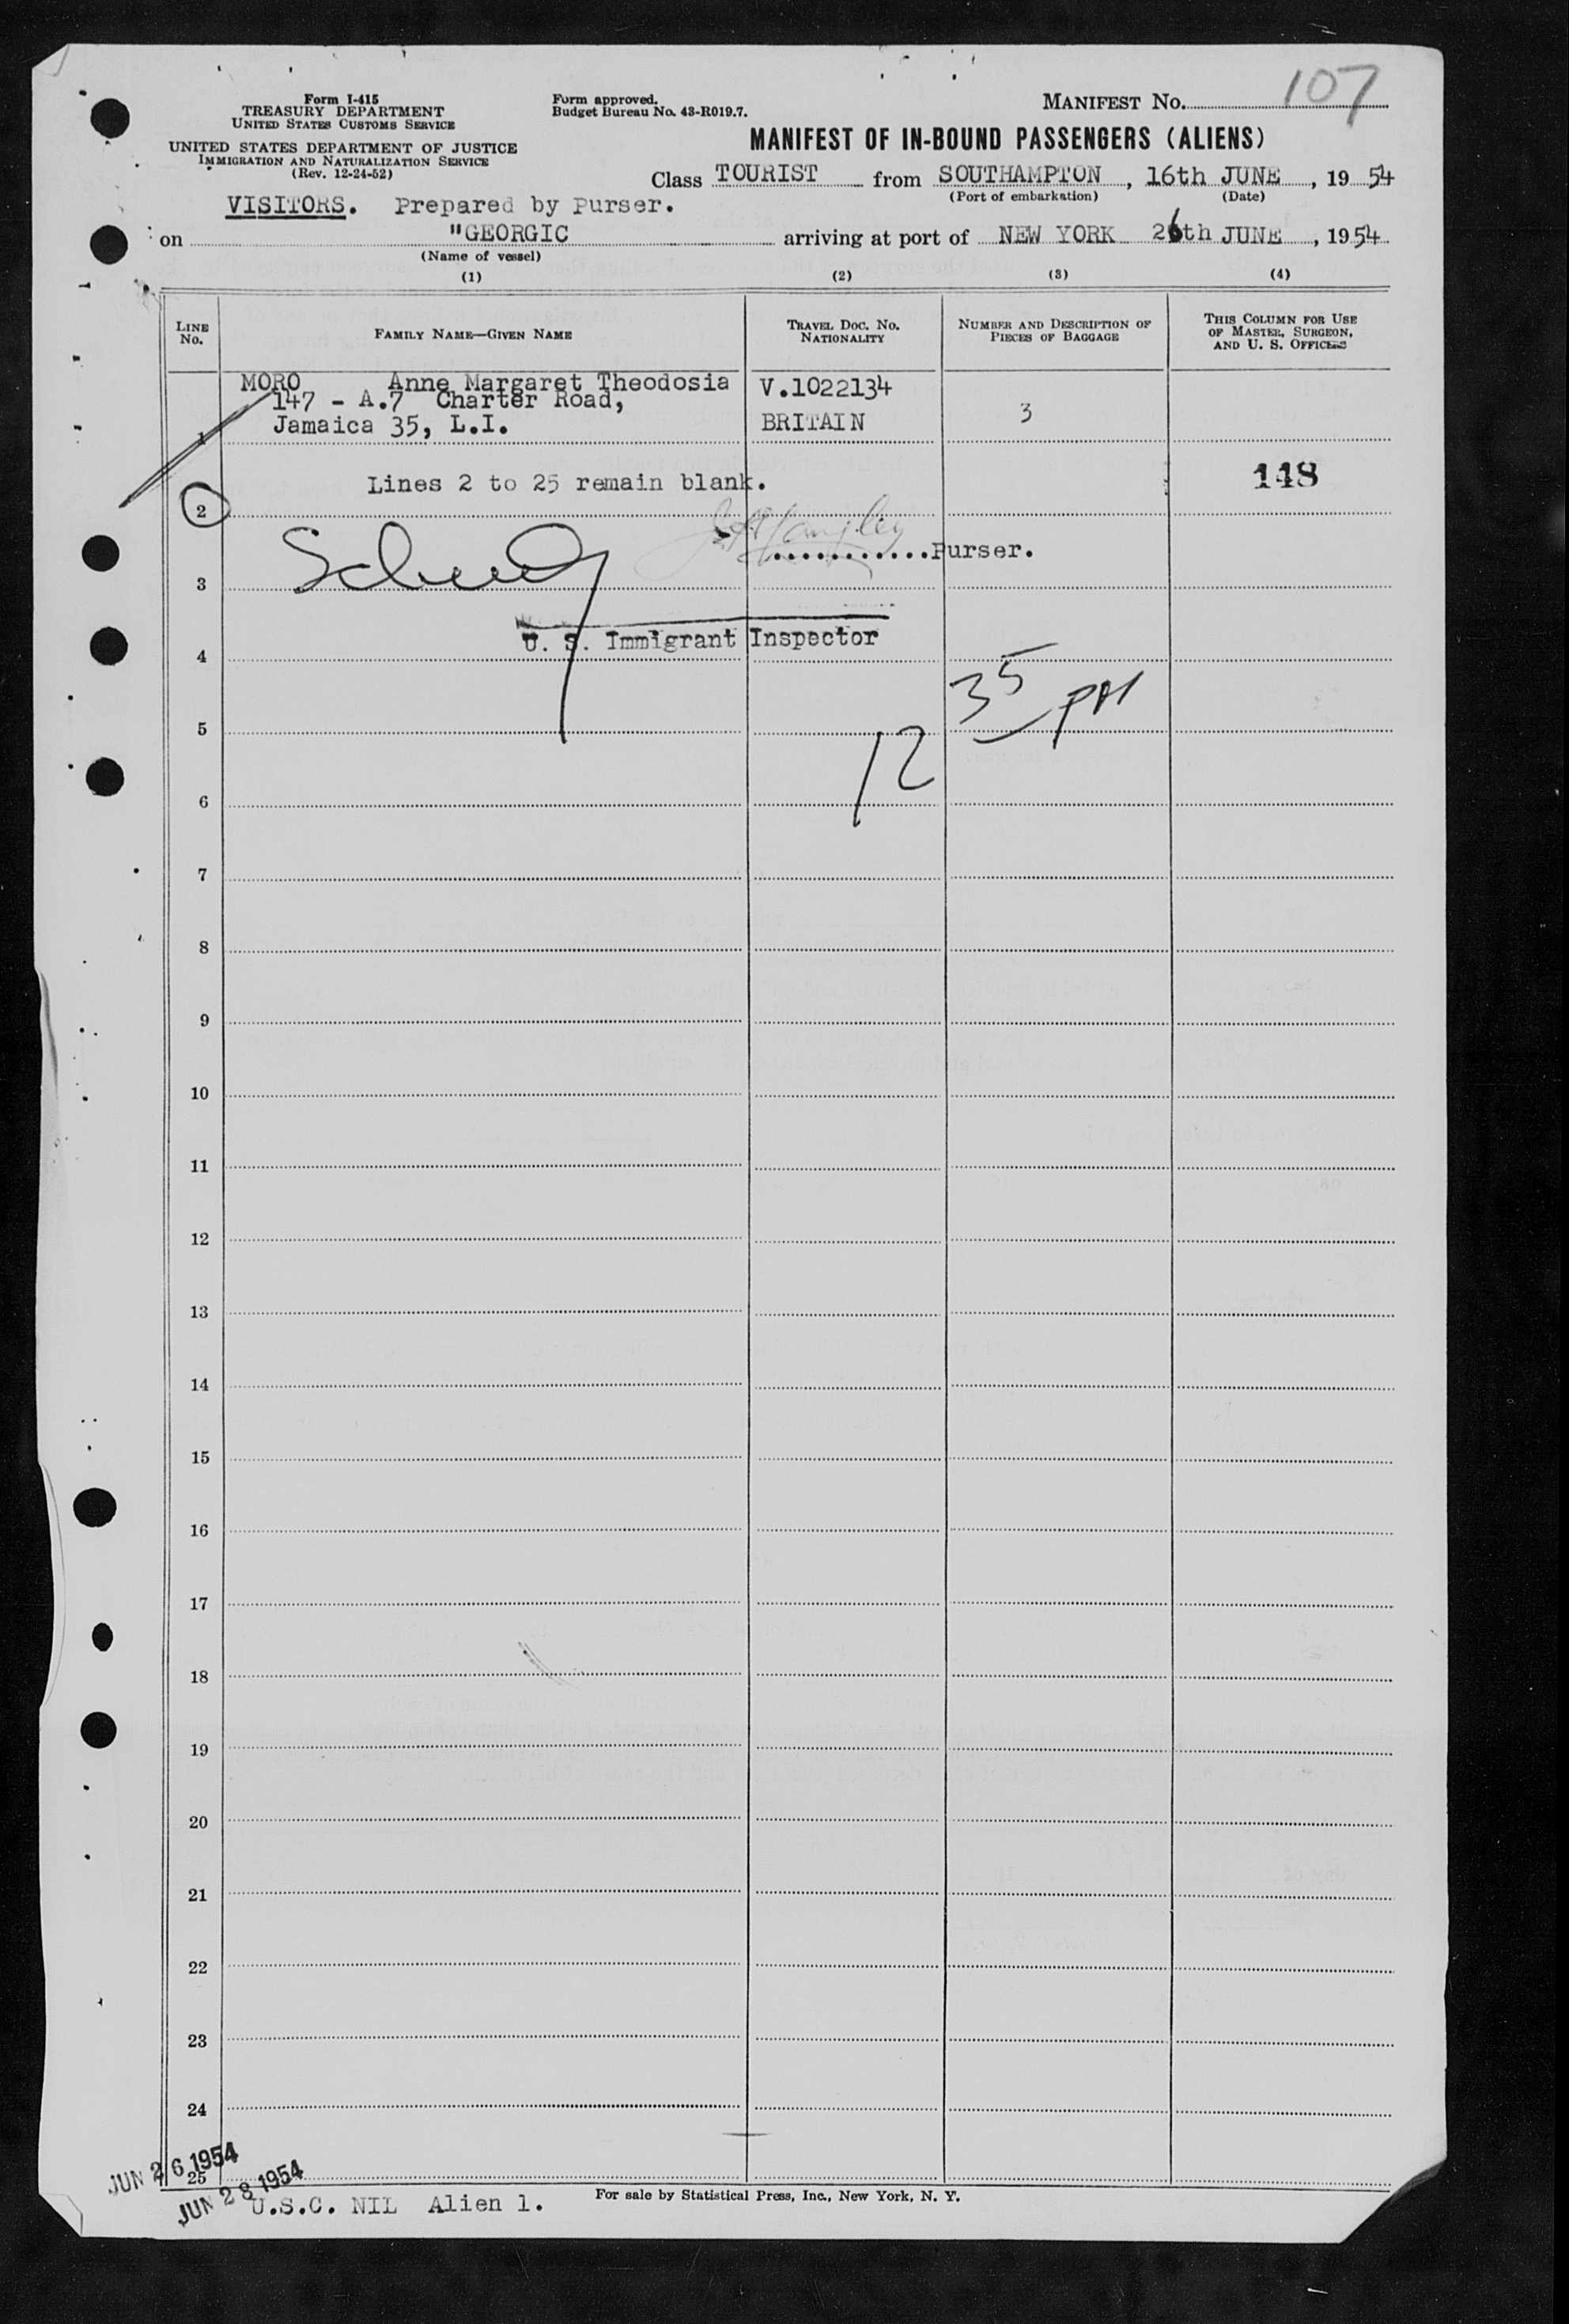 107
Form I-415
TREASURY DEPARTMENT
UNITED STATES CUSTOMS SERVICE
UNITED STATES DEPARTMENT OF JUSTICE
IMMIGRATION AND NATURALIZATION SERVICE
(Rev. 12-24-52)
Form approved.
Budget Bureau No. 43-R019.7.
MANIFEST No.
MANIFEST OF IN-BOUND PASSENGERS (ALIENS)
Class TOURIST from SOUTHAMPTON, 16th JUNE, 1954
(Port of embarkation) (Date)
VISITORS. Prepared by Purser.
on "GEORGIC arriving at port of NEW YORK 26th JUNE, 1954
(Name of vessel)
(1) (2) (3) (4)
LINE No.
FAMILY NAME—GIVEN NAME
TRAVEL DOC. No. NATIONALITY
NUMBER AND DESCRIPTION OF PIECES OF BAGGAGE
THIS COLUMN FOR USE OF MASTER, SURGEON, AND U. S. OFFICERS
MORO Anne Margaret Theodosia V.1022134
147 - A.7 Charter Road,
1 Jamaica 35, L.I. BRITAIN 3
Lines 2 to 25 remain blank. 148
2
...........Purser.
3
U. S. Immigrant Inspector
4
12 35 PM
5
6
7
8
9
10
11
12
13
14
15
16
17
18
19
20
21
22
23
24
25
JUN 26 1954
JUN 28 1954
U.S.C. NIL Alien 1.
For sale by Statistical Press, Inc., New York, N. Y.